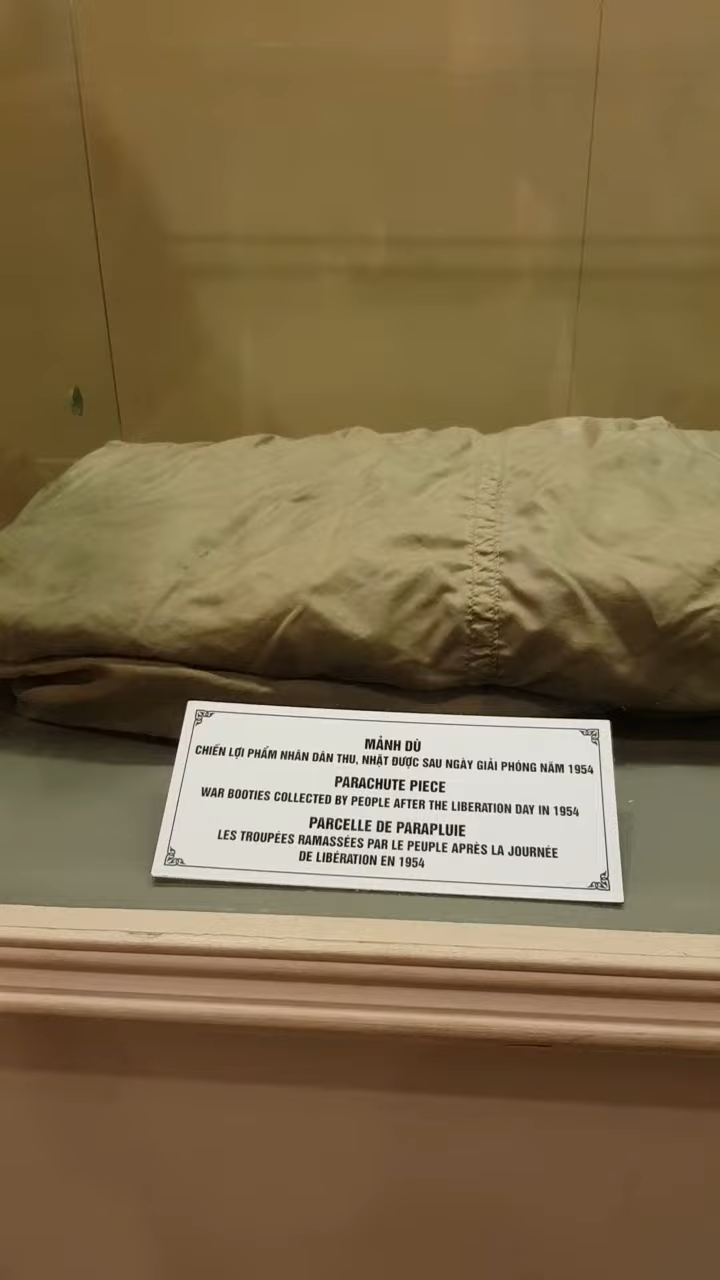 MẢNH DÙ
CHIẾN LỢI PHẨM NHÂN DÂN THU, NHẶT ĐƯỢC SAU NGÀY GIẢI PHÓNG NĂM 1954
PARACHUTE PIECE
WAR BOOTIES COLLECTED BY PEOPLE AFTER THE LIBERATION DAY IN 1954
PARCELLE DE PARAPLUIE
LES TROUPÉES RAMASSÉES PAR LE PEUPLE APRÈS LA JOURNÉE
DE LIBÉRATION EN 1954